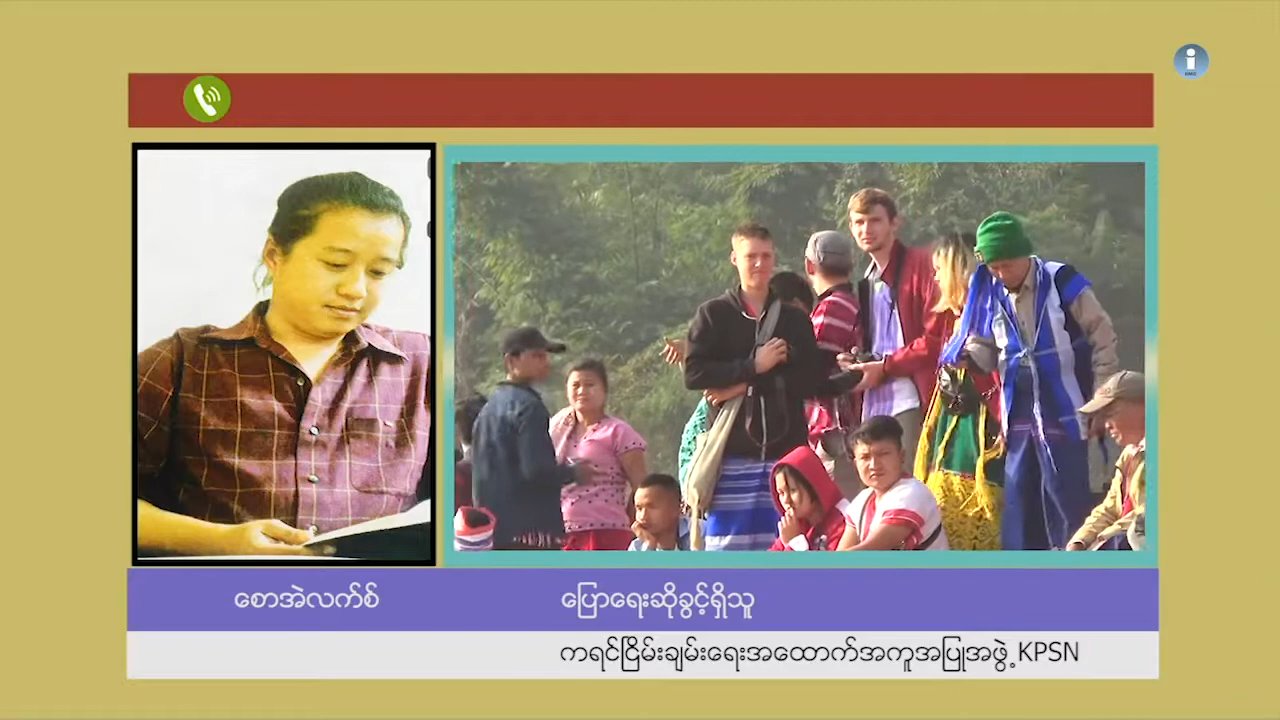 စောအဲလက်စ်
ပြောရေးဆိုခွင့်ရှိသူ
ကရင်ငြိမ်းချမ်းရေးအထောက်အကူအပြုအဖွဲ့ KPSN